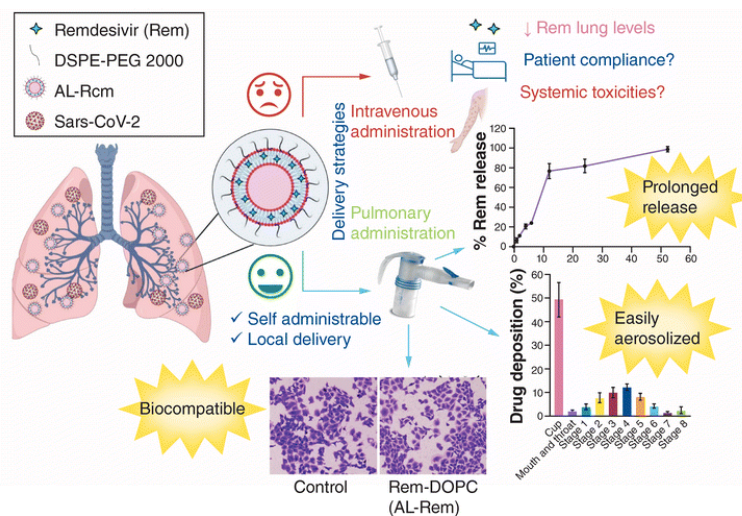 Remdesivir (Rem)
DSPE-PEG 2000
AL-Rcm
Sars-CoV-2
Delivery strategies
Intravenous
administration
↓ Rem lung levels
Patient compliance?
Systemic toxicities?
Pulmonary
administration
✓ Self administrable
✓ Local delivery
% Rem release
120
100
80
60
40
20
0
0 10 20 30 40 50 60
Prolonged
release
Drug deposition (%)
60
50
40
30
20
10
0
Cup
Mouth and throat
Stage 1
Stage 2
Stage 3
Stage 4
Stage 5
Stage 6
Stage 7
Stage 8
Easily
aerosolized
Biocompatible
Control
Rem-DOPC
(AL-Rem)